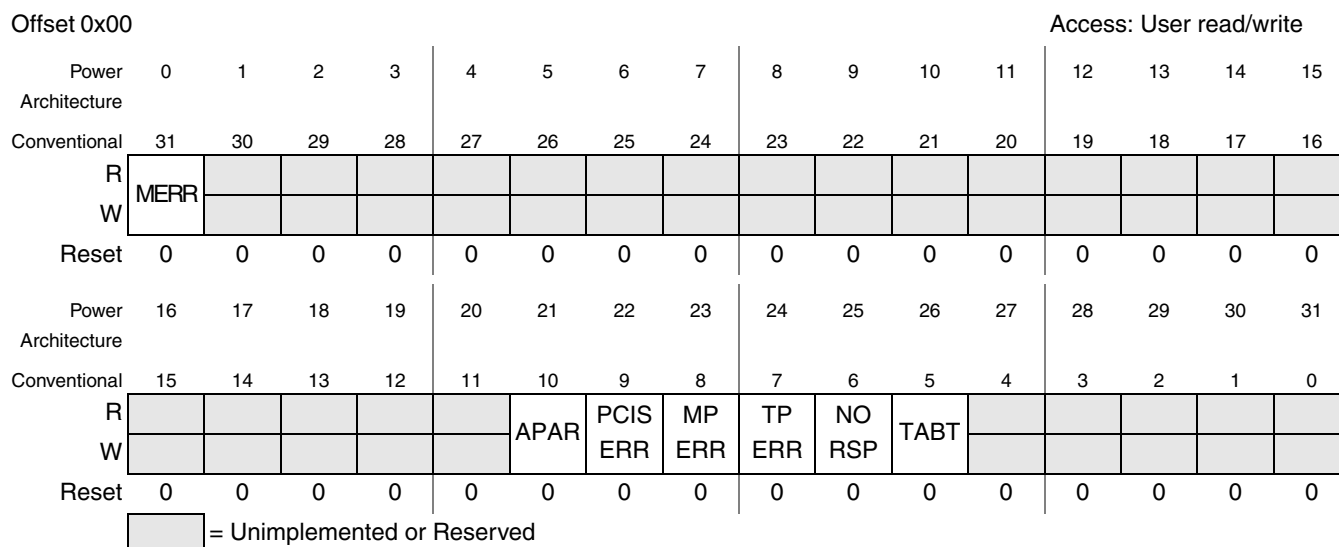 Offset 0x00 Access: User read/write
Power Architecture 0 1 2 3 4 5 6 7 8 9 10 11 12 13 14 15
Conventional 31 30 29 28 27 26 25 24 23 22 21 20 19 18 17 16
R
MERR
W
Reset 0 0 0 0 0 0 0 0 0 0 0 0 0 0 0 0
Power Architecture 16 17 18 19 20 21 22 23 24 25 26 27 28 29 30 31
Conventional 15 14 13 12 11 10 9 8 7 6 5 4 3 2 1 0
R
APAR PCIS ERR MP ERR TP ERR NO RSP TABT
W
Reset 0 0 0 0 0 0 0 0 0 0 0 0 0 0 0 0
= Unimplemented or Reserved